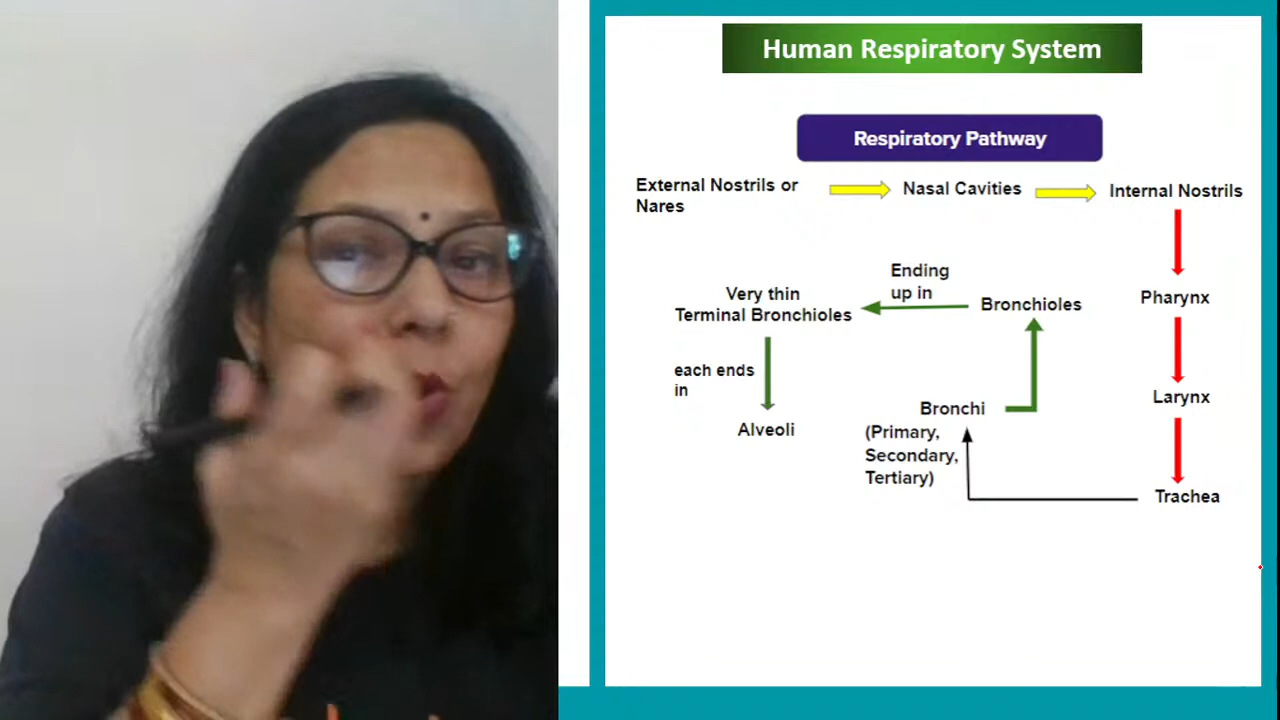 Human Respiratory System
Respiratory Pathway
External Nostrils or
Nares
Nasal Cavities
Internal Nostrils
Pharynx
Larynx
Trachea
Bronchi
(Primary,
Secondary,
Tertiary)
Bronchioles
Ending
up in
Very thin
Terminal Bronchioles
each ends
in
Alveoli